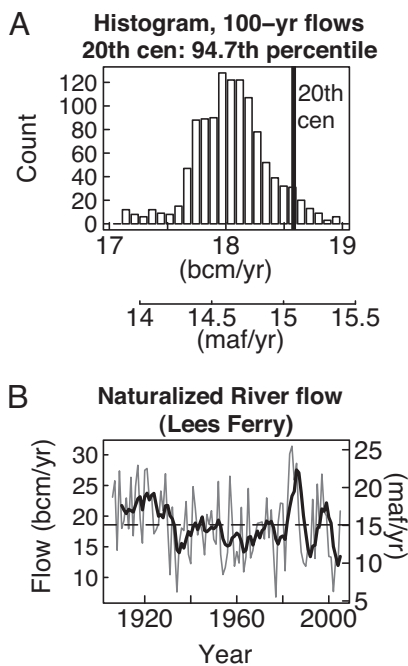 A
Histogram, 100–yr flows
20th cen: 94.7th percentile
Count
120
100
80
60
40
20
0
20th
cen
17 18 19
(bcm/yr)
14 14.5 15 15.5
(maf/yr)
B
Naturalized River flow
(Lees Ferry)
Flow (bcm/yr)
30
25
20
15
10
25
20
15
10
5
(maf/yr)
1920 1960 2000
Year